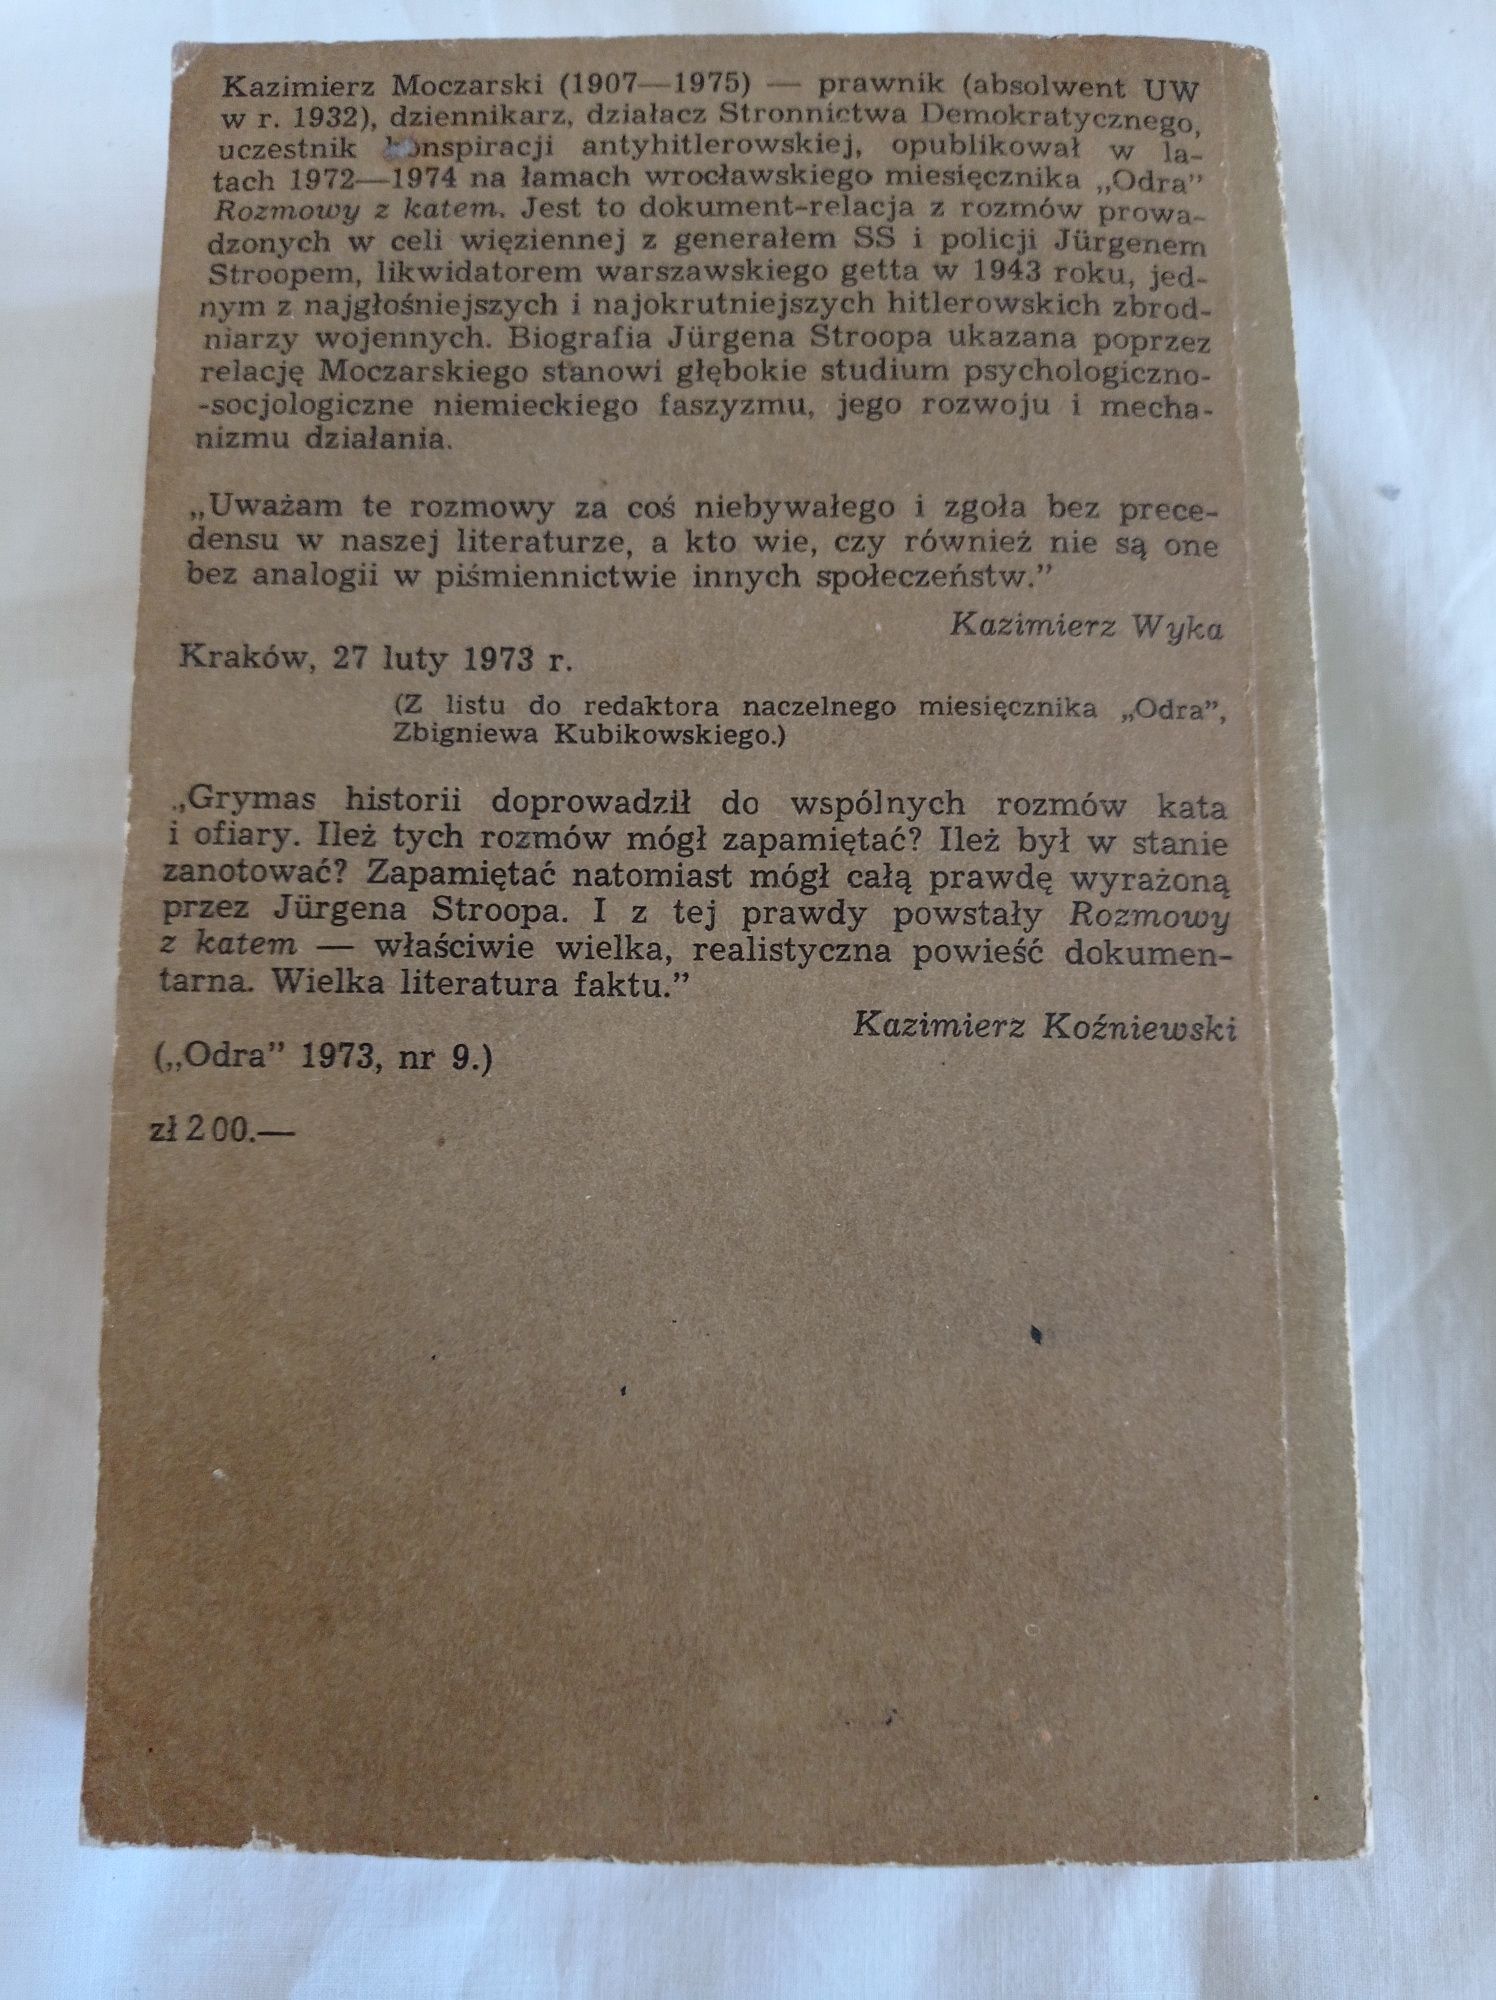 Kazimierz Moczarski (1907—1975) — prawnik (absolwent UW
w r. 1932), dziennikarz, działacz Stronnictwa Demokratycznego,
uczestnik konspiracji antyhitlerowskiej, opublikował w la-
tach 1972—1974 na łamach wrocławskiego miesięcznika „Odra”
Rozmowy z katem. Jest to dokument-relacja z rozmów prowa-
dzonych w celi więziennej z generałem SS i policji Jürgenem
Stroopem, likwidatorem warszawskiego getta w 1943 roku, jed-
nym z najgłośniejszych i najokrutniejszych hitlerowskich zbrod-
niarzy wojennych. Biografia Jürgena Stroopa ukazana poprzez
relację Moczarskiego stanowi głębokie studium psychologiczno-
-socjologiczne niemieckiego faszyzmu, jego rozwoju i mecha-
nizmu działania.
„Uważam te rozmowy za coś niebywałego i zgoła bez prece-
densu w naszej literaturze, a kto wie, czy również nie są one
bez analogii w piśmiennictwie innych społeczeństw.”
Kazimierz Wyka
Kraków, 27 luty 1973 r.
(Z listu do redaktora naczelnego miesięcznika „Odra”,
Zbigniewa Kubikowskiego.)
„Grymas historii doprowadził do wspólnych rozmów kata
i ofiary. Ileż tych rozmów mógł zapamiętać? Ileż był w stanie
zanotować? Zapamiętać natomiast mógł całą prawdę wyrażoną
przez Jürgena Stroopa. I z tej prawdy powstały Rozmowy
z katem — właściwie wielka, realistyczna powieść dokumen-
tarna. Wielka literatura faktu.”
Kazimierz Koźniewski
(„Odra” 1973, nr 9.)
zł 200.—